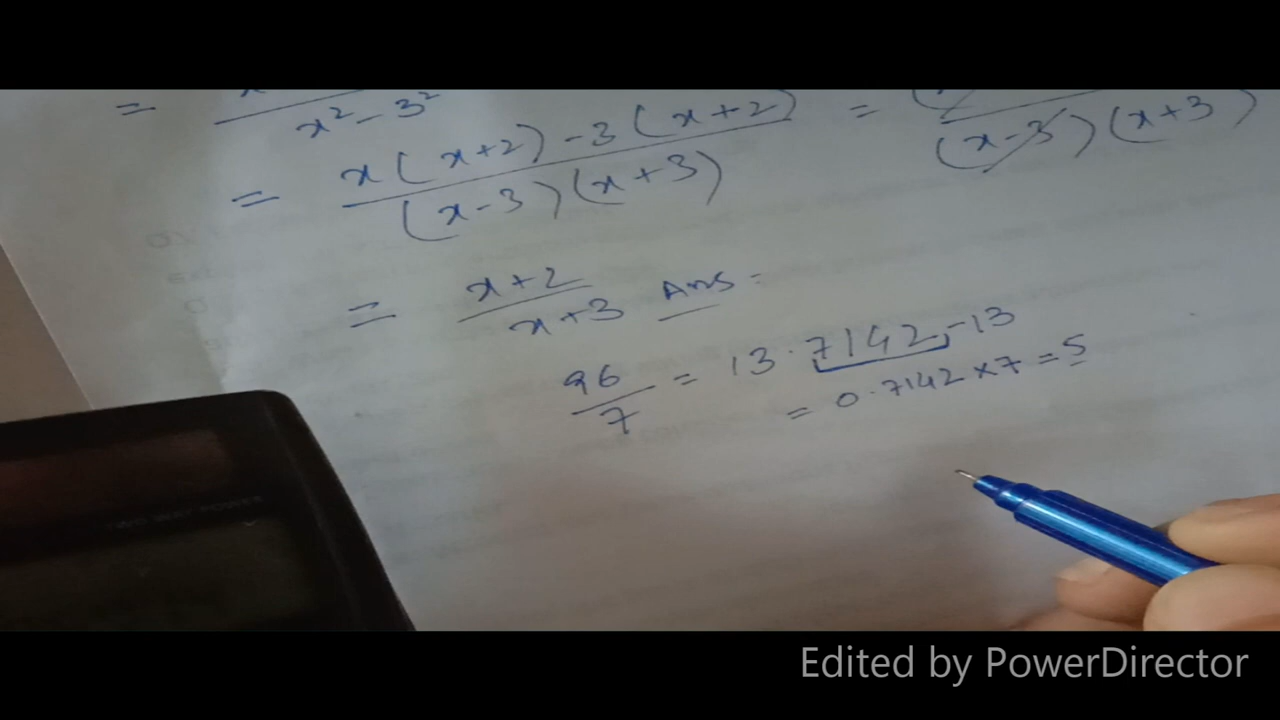 = x² - 3²
= x(x+2) - 3(x+2) / (x-3)(x+3) = (x-3)(x+3)
= x+2 / x+3 Ans:
96/7 = 13.7142 - 13
= 0.7142 x 7 = 5
Edited by PowerDirector